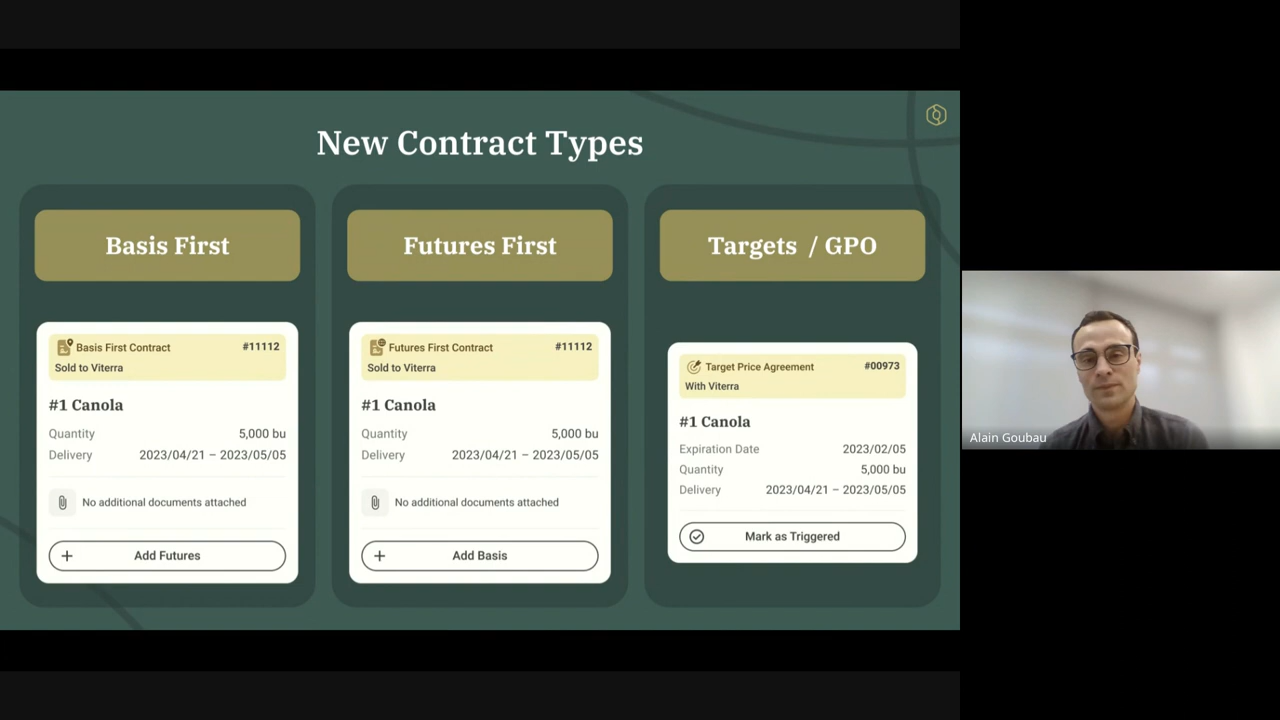 New Contract Types
Basis First
Basis First Contract #11112
Sold to Viterra
#1 Canola
Quantity 5,000 bu
Delivery 2023/04/21 – 2023/05/05
No additional documents attached
+ Add Futures
Futures First
Futures First Contract #11112
Sold to Viterra
#1 Canola
Quantity 5,000 bu
Delivery 2023/04/21 – 2023/05/05
No additional documents attached
+ Add Basis
Targets / GPO
Target Price Agreement #00973
With Viterra
#1 Canola
Expiration Date 2023/02/05
Quantity 5,000 bu
Delivery 2023/04/21 – 2023/05/05
Mark as Triggered
Alain Goubau